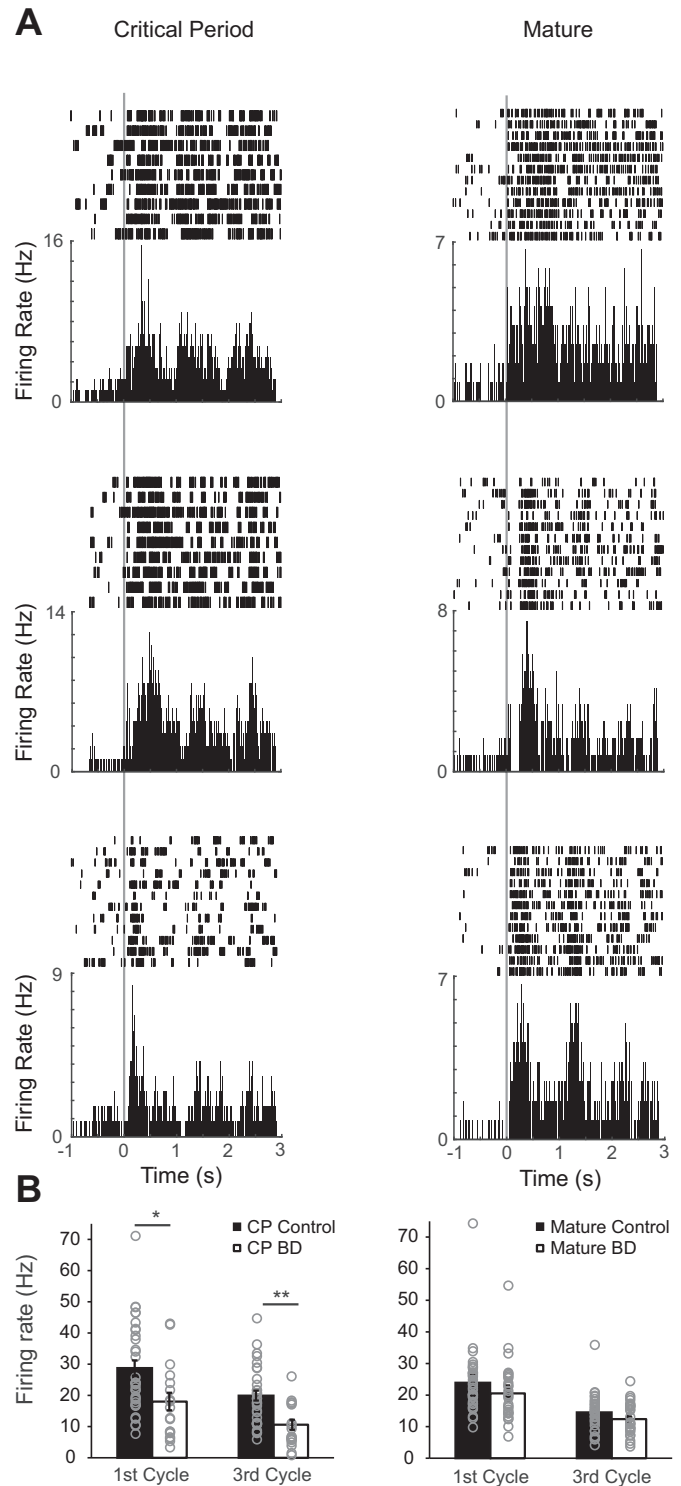 A
Critical Period
Mature
16
Firing Rate (Hz)
0
7
0
14
Firing Rate (Hz)
0
8
0
9
Firing Rate (Hz)
0
-1 0 1 2 3
Time (s)
7
0
-1 0 1 2 3
Time (s)
B
Firing rate (Hz)
70
60
50
40
30
20
10
0
*
**
CP Control
CP BD
1st Cycle 3rd Cycle
70
60
50
40
30
20
10
0
Mature Control
Mature BD
1st Cycle 3rd Cycle